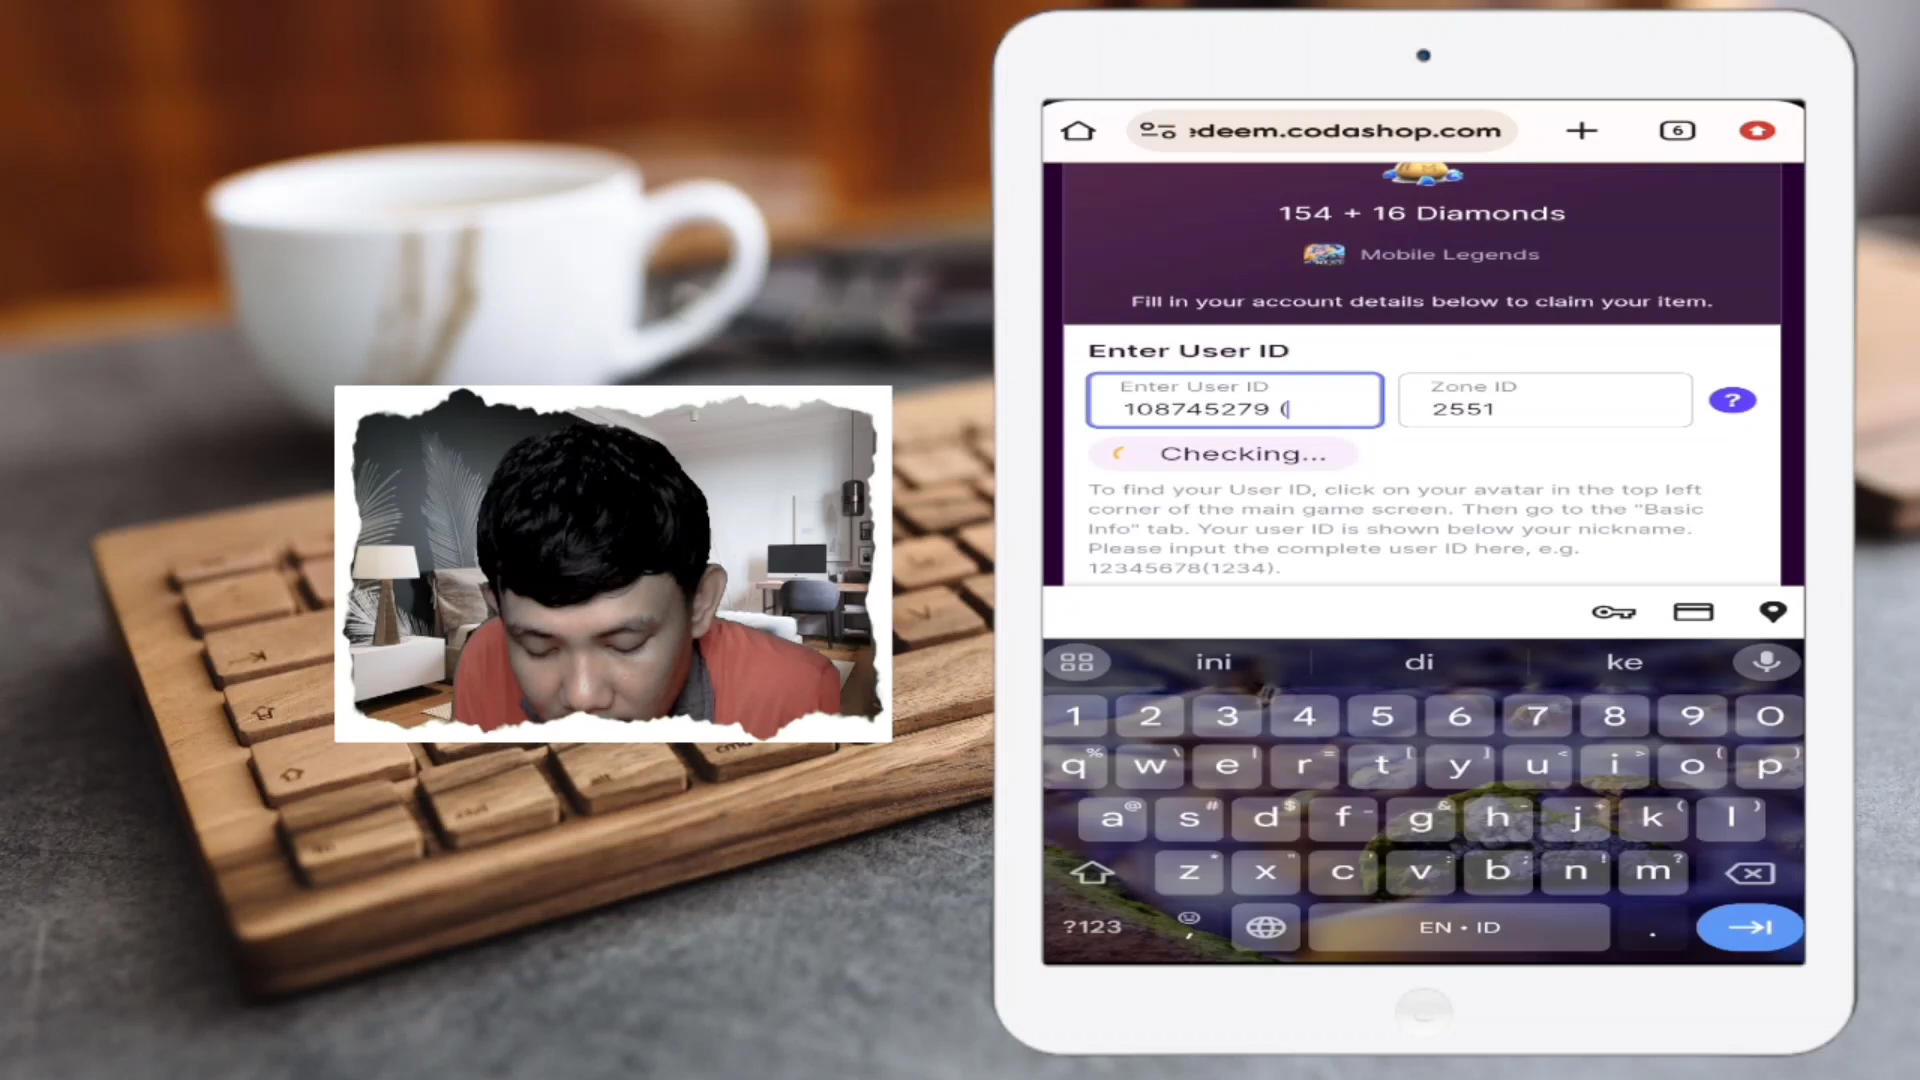 edeem.codashop.com
6
154 + 16 Diamonds
Mobile Legends
Fill in your account details below to claim your item.
Enter User ID
Enter User ID
108745279 (
Zone ID
2551
?
Checking...
To find your User ID, click on your avatar in the top left
corner of the main game screen. Then go to the "Basic
Info" tab. Your user ID is shown below your nickname.
Please input the complete user ID here, e.g.
12345678(1234).
ini di ke
1 2 3 4 5 6 7 8 9 0
q w e r t y u i o p
a s d f g h j k l
z x c v b n m
?123 , EN • ID .